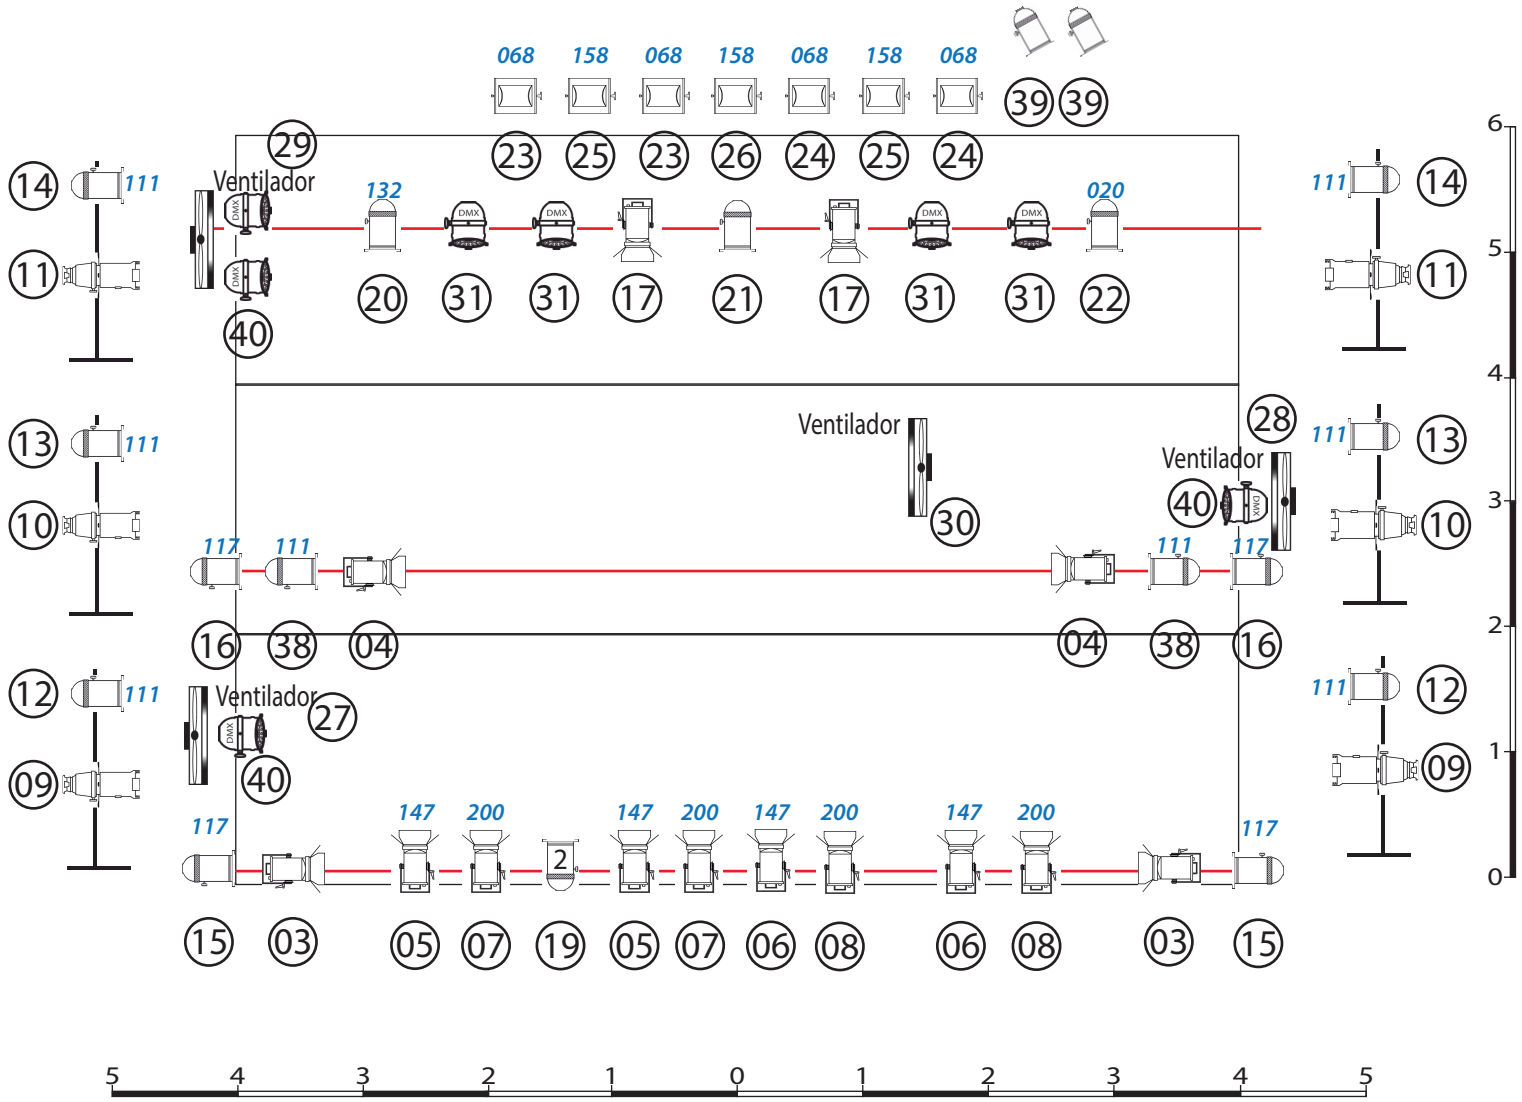 068 158 068 158 068 158 068
39 39
23 25 23 26 24 25 24
29
Ventilador
6
14 111
111 14
132
020
DMX DMX DMX DMX DMX
11
11
5
DMX
20 31 31 17 21 17 31 31 22
40
4
Ventilador
28
13 111
111 13
Ventilador
40 DMX
3
10
30
10
117 111
111 117
16 38 04
04 38 16
2
12 111
111 12
Ventilador
27
DMX
40
1
09
09
117
147 200 147 200 147 200 147 200
117
2
0
15 03 05 07 19 05 07 06 08 06 08 03 15
5 4 3 2 1 0 1 2 3 4 5